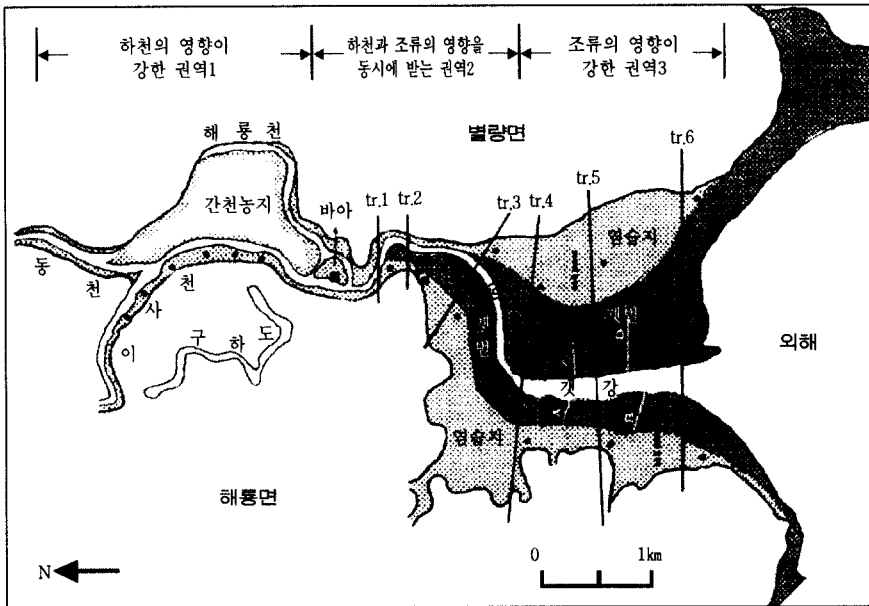 하천의 영향이
강한 권역1
하천과 조류의 영향을
동시에 받는 권역2
조류의 영향이
강한 권역3
해 룡 천
별량면
tr.6
간천농지
바아
tr.1
tr.2
tr.3
tr.4
tr.5
염습지
동 천
이 사 천
구 하 도
갯벌
외해
갯 강
염습지
해룡면
0 1km
N